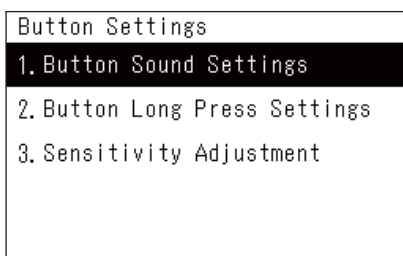 Button Settings
1. Button Sound Settings
2. Button Long Press Settings
3. Sensitivity Adjustment